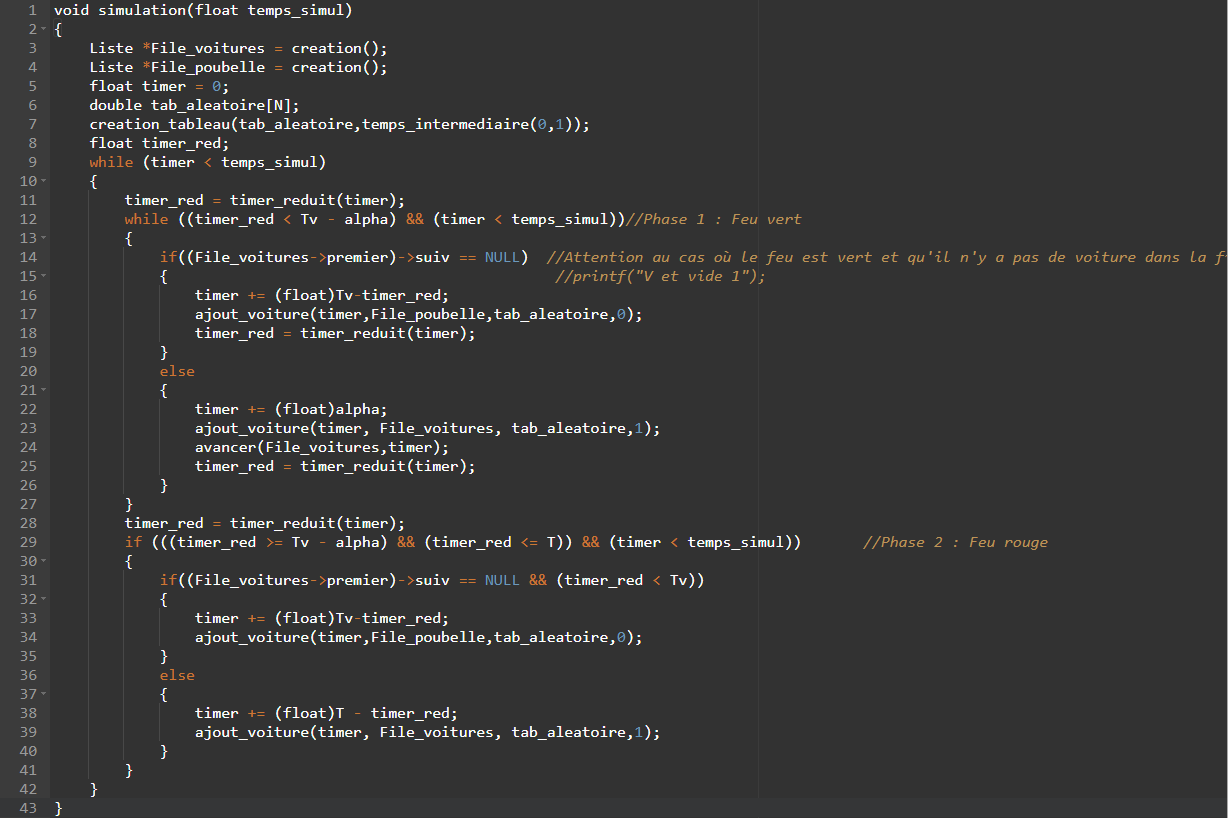 1 void simulation(float temps_simul)
2 {
3 Liste *File_voitures = creation();
4 Liste *File_poubelle = creation();
5 float timer = 0;
6 double tab_aleatoire[N];
7 creation_tableau(tab_aleatoire,temps_intermediaire(0,1));
8 float timer_red;
9 while (timer < temps_simul)
10 {
11 timer_red = timer_reduit(timer);
12 while ((timer_red < Tv - alpha) && (timer < temps_simul))//Phase 1 : Feu vert
13 {
14 if((File_voitures->premier)->suiv == NULL) //Attention au cas où le feu est vert et qu'il n'y a pas de voiture dans la
15 { //printf("V et vide 1");
16 timer += (float)Tv-timer_red;
17 ajout_voiture(timer,File_poubelle,tab_aleatoire,0);
18 timer_red = timer_reduit(timer);
19 }
20 else
21 {
22 timer += (float)alpha;
23 ajout_voiture(timer, File_voitures, tab_aleatoire,1);
24 avancer(File_voitures,timer);
25 timer_red = timer_reduit(timer);
26 }
27 }
28 timer_red = timer_reduit(timer);
29 if (((timer_red >= Tv - alpha) && (timer_red <= T)) && (timer < temps_simul)) //Phase 2 : Feu rouge
30 {
31 if((File_voitures->premier)->suiv == NULL && (timer_red < Tv))
32 {
33 timer += (float)Tv-timer_red;
34 ajout_voiture(timer,File_poubelle,tab_aleatoire,0);
35 }
36 else
37 {
38 timer += (float)T - timer_red;
39 ajout_voiture(timer, File_voitures, tab_aleatoire,1);
40 }
41 }
42 }
43 }